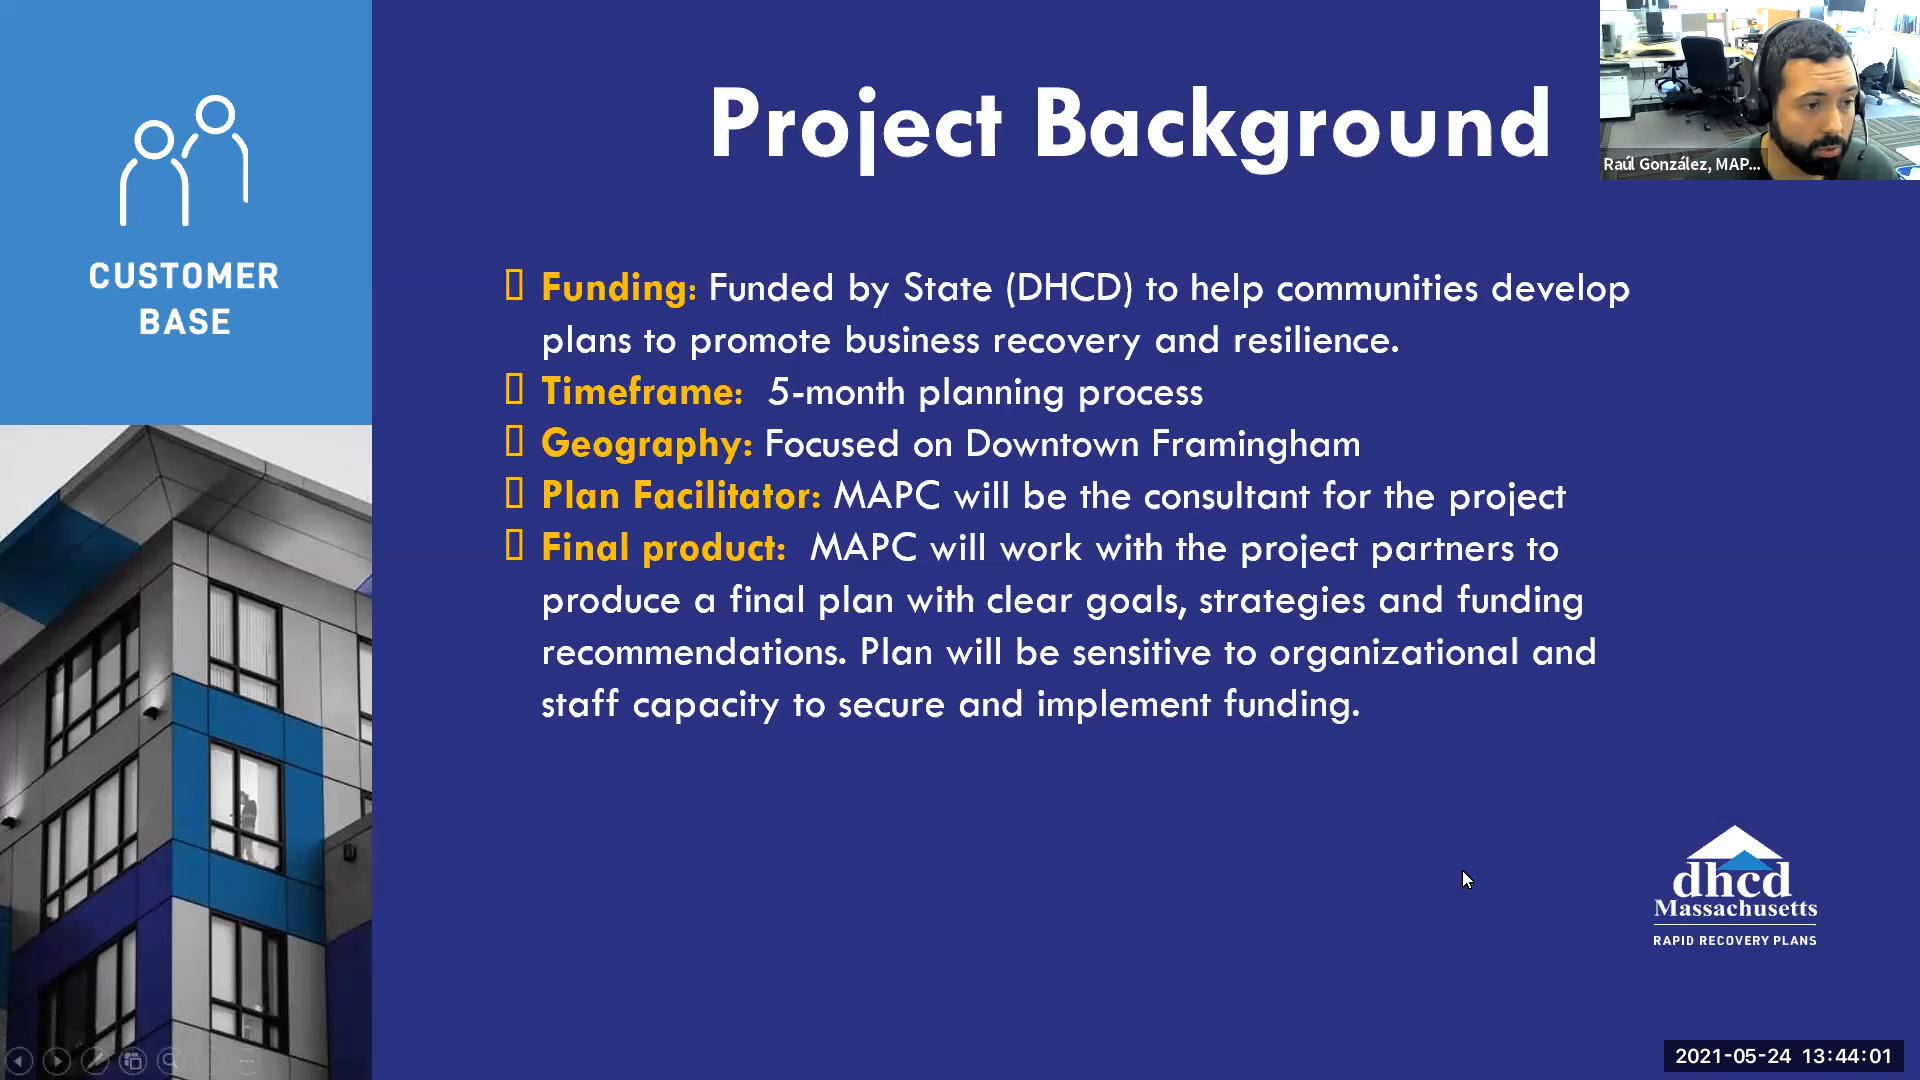 CUSTOMER
BASE
Project Background
Raúl González, MAP...
Funding: Funded by State (DHCD) to help communities develop
plans to promote business recovery and resilience.
Timeframe: 5-month planning process
Geography: Focused on Downtown Framingham
Plan Facilitator: MAPC will be the consultant for the project
Final product: MAPC will work with the project partners to
produce a final plan with clear goals, strategies and funding
recommendations. Plan will be sensitive to organizational and
staff capacity to secure and implement funding.
dhcd
Massachusetts
RAPID RECOVERY PLANS
2021-05-24 13:44:01